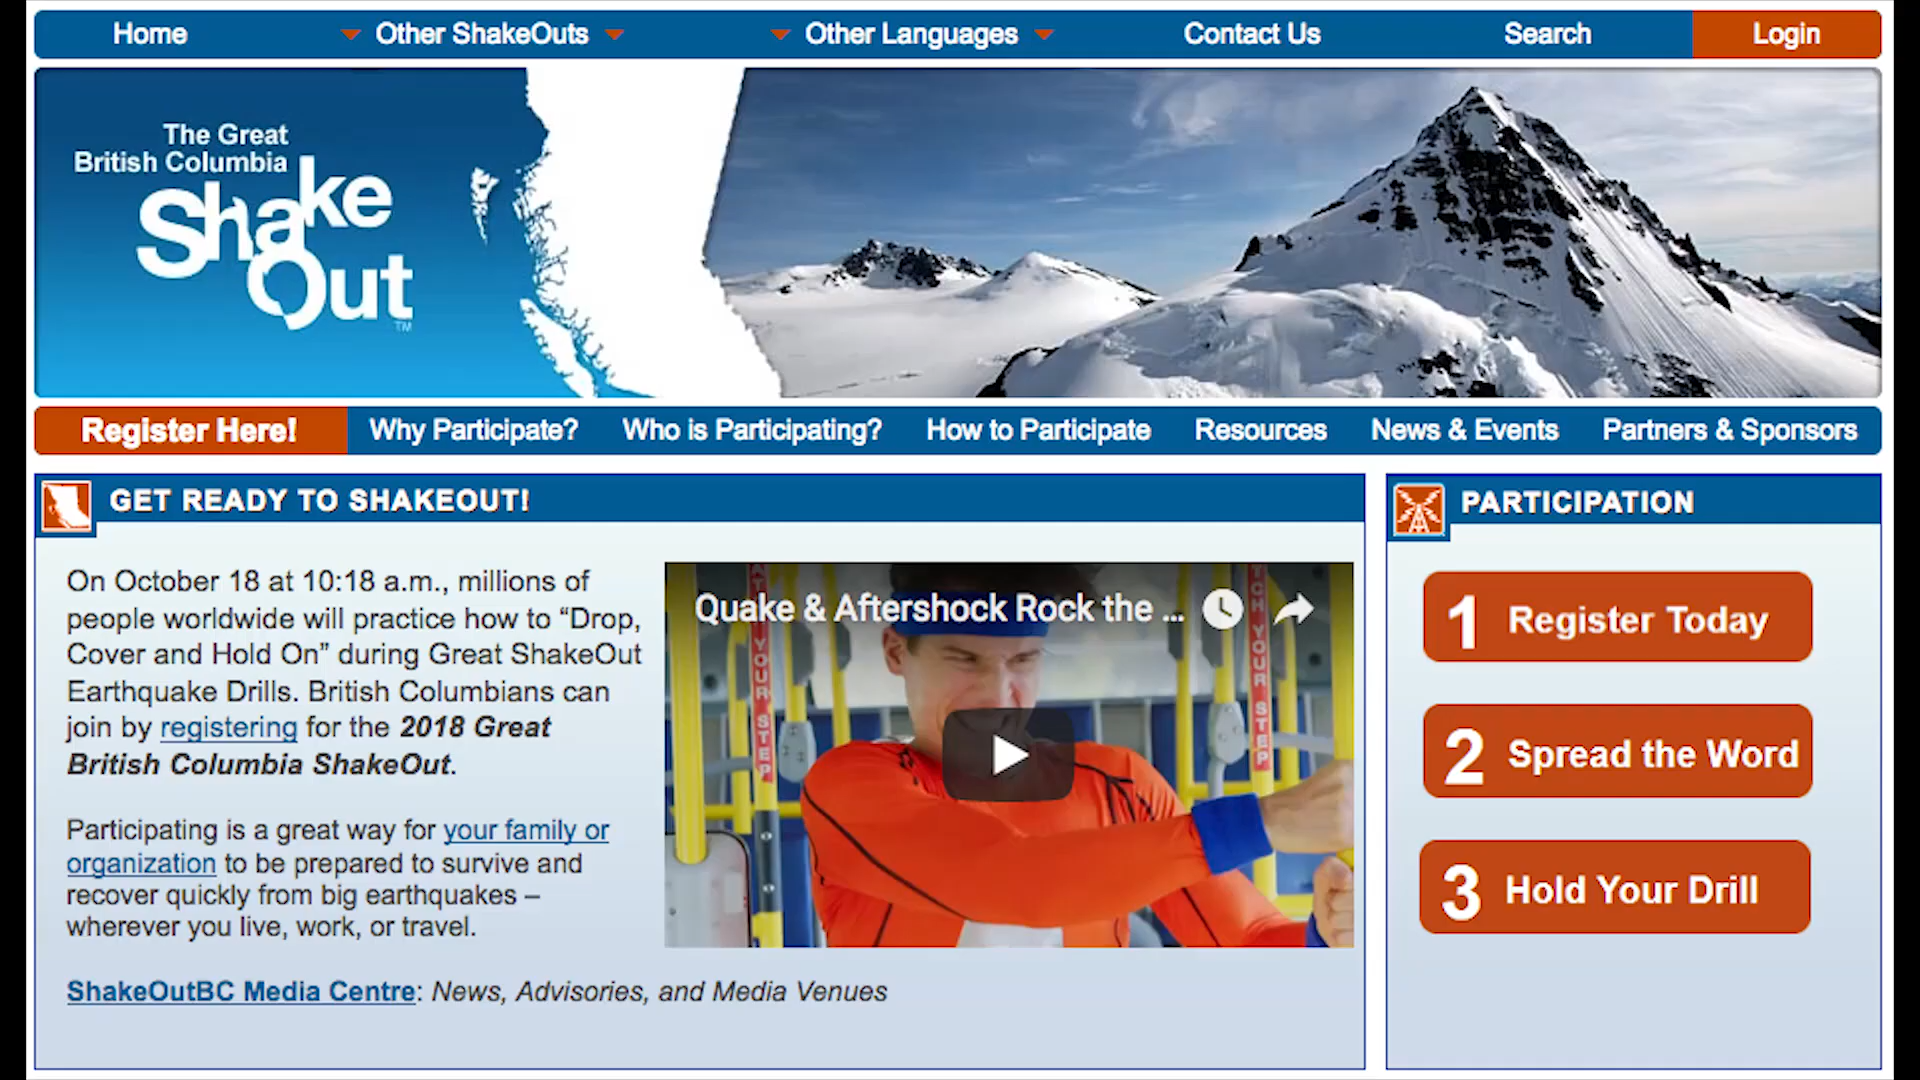 Home
Other ShakeOuts
Other Languages
Contact Us
Search
Login
The Great
British Columbia
Shake
Out
TM
Register Here!
Why Participate?
Who is Participating?
How to Participate
Resources
News & Events
Partners & Sponsors
GET READY TO SHAKEOUT!
On October 18 at 10:18 a.m., millions of
people worldwide will practice how to “Drop,
Cover and Hold On” during Great ShakeOut
Earthquake Drills. British Columbians can
join by registering for the 2018 Great
British Columbia ShakeOut.
Participating is a great way for your family or
organization to be prepared to survive and
recover quickly from big earthquakes –
wherever you live, work, or travel.
ShakeOutBC Media Centre: News, Advisories, and Media Venues
Quake & Aftershock Rock the ...
YOUR STEP
YOUR STEP
PARTICIPATION
1 Register Today
2 Spread the Word
3 Hold Your Drill